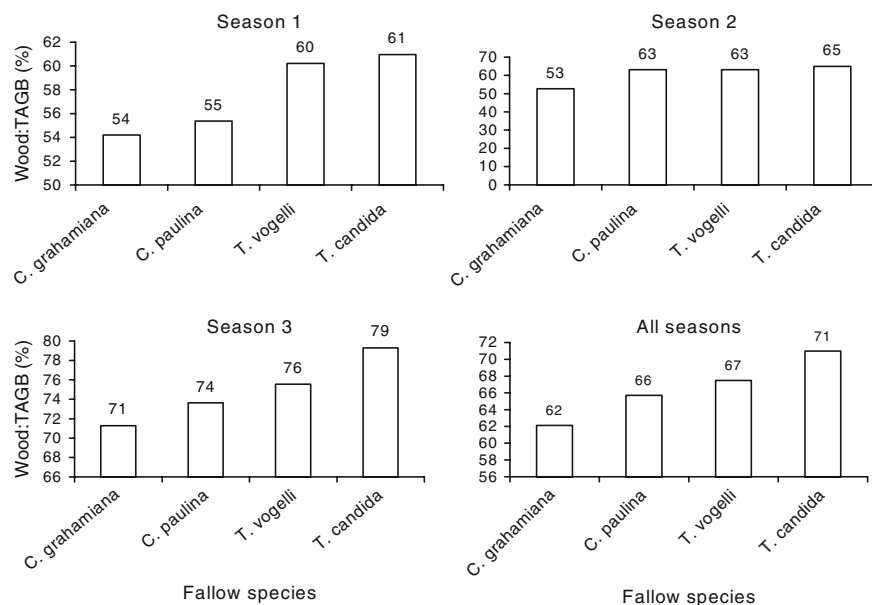 Season 1
Wood:TAGB (%)
62
60
58
56
54
52
50
54
55
60
61
C. grahamiana
C. paulina
T. vogelli
T. candida
Season 2
70
60
50
40
30
20
10
0
53
63
63
65
C. grahamiana
C. paulina
T. vogelli
T. candida
Season 3
Wood:TAGB (%)
80
78
76
74
72
70
68
66
71
74
76
79
C. grahamiana
C. paulina
T. vogelli
T. candida
Fallow species
All seasons
72
70
68
66
64
62
60
58
56
62
66
67
71
C. grahamiana
C. paulina
T. vogelli
T. candida
Fallow species